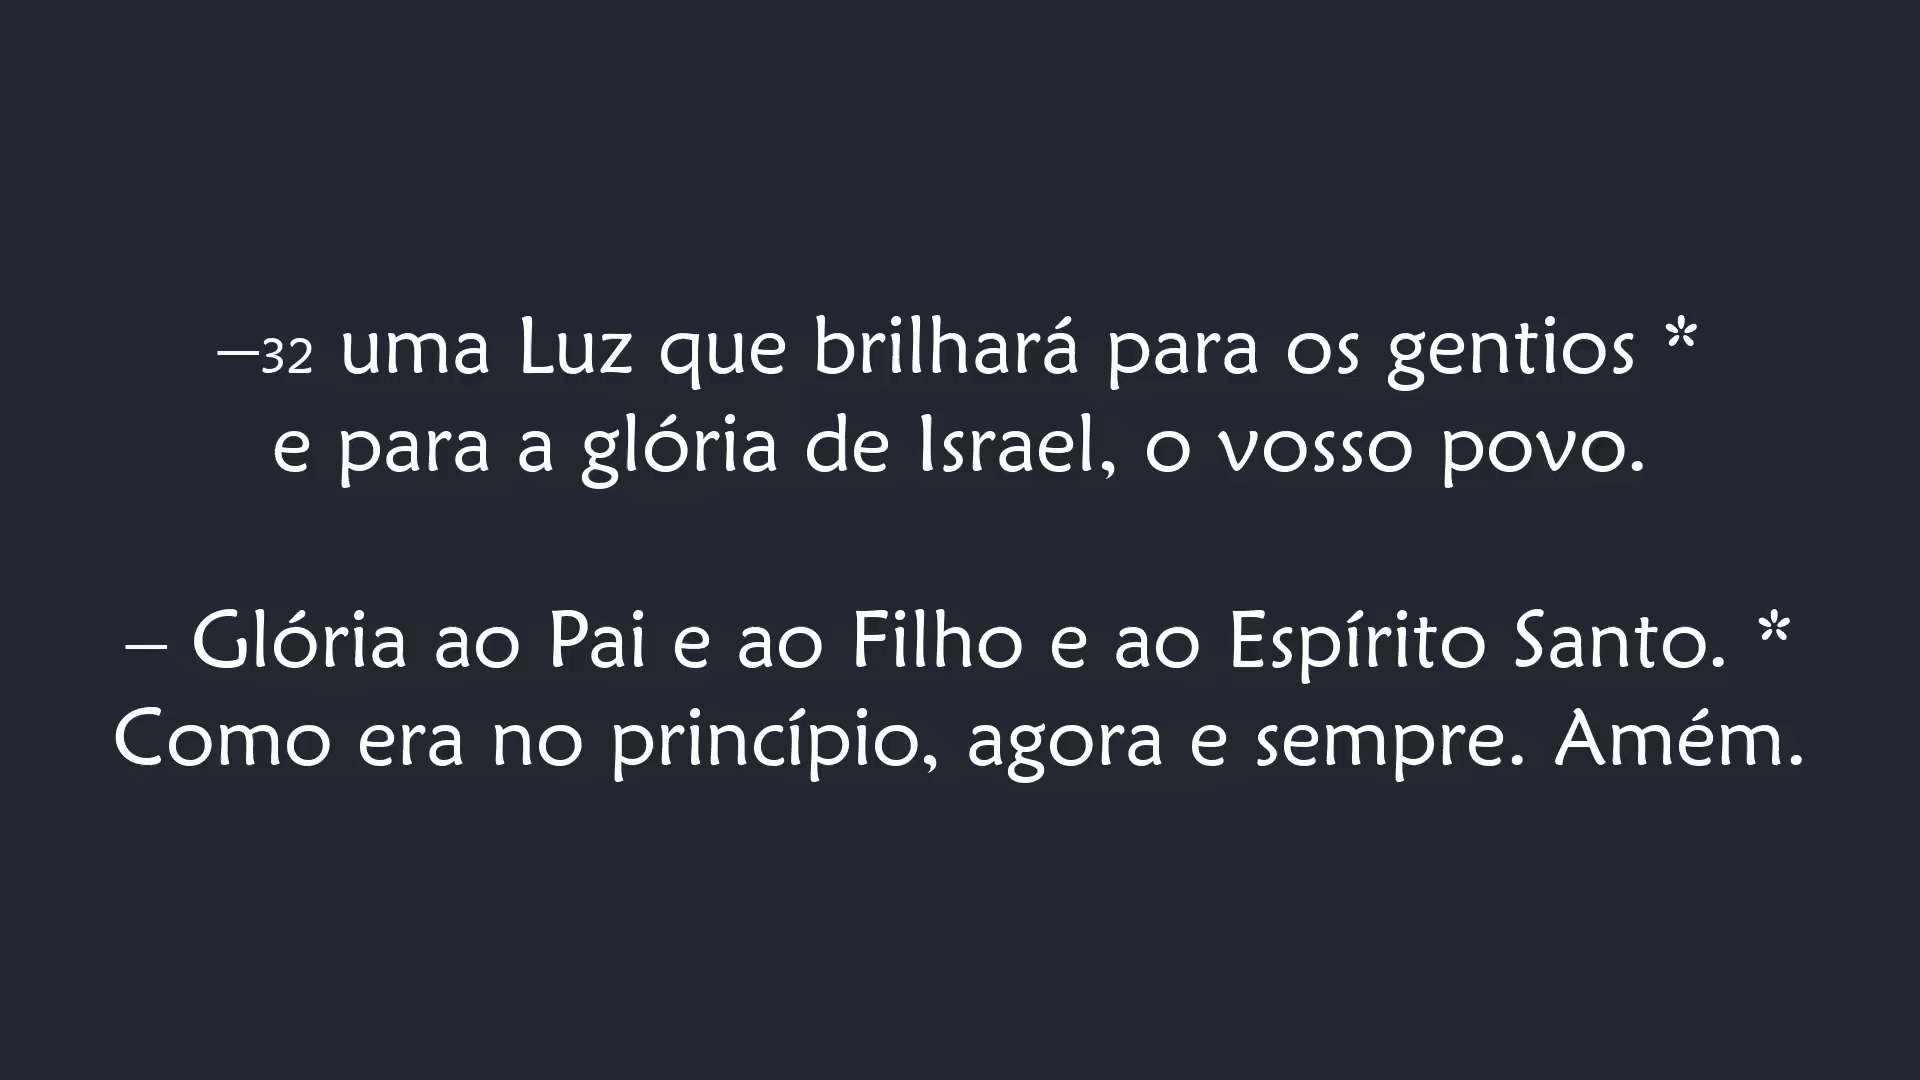 –32 uma Luz que brilhará para os gentios *
e para a glória de Israel, o vosso povo.
– Glória ao Pai e ao Filho e ao Espírito Santo. *
Como era no princípio, agora e sempre. Amém.